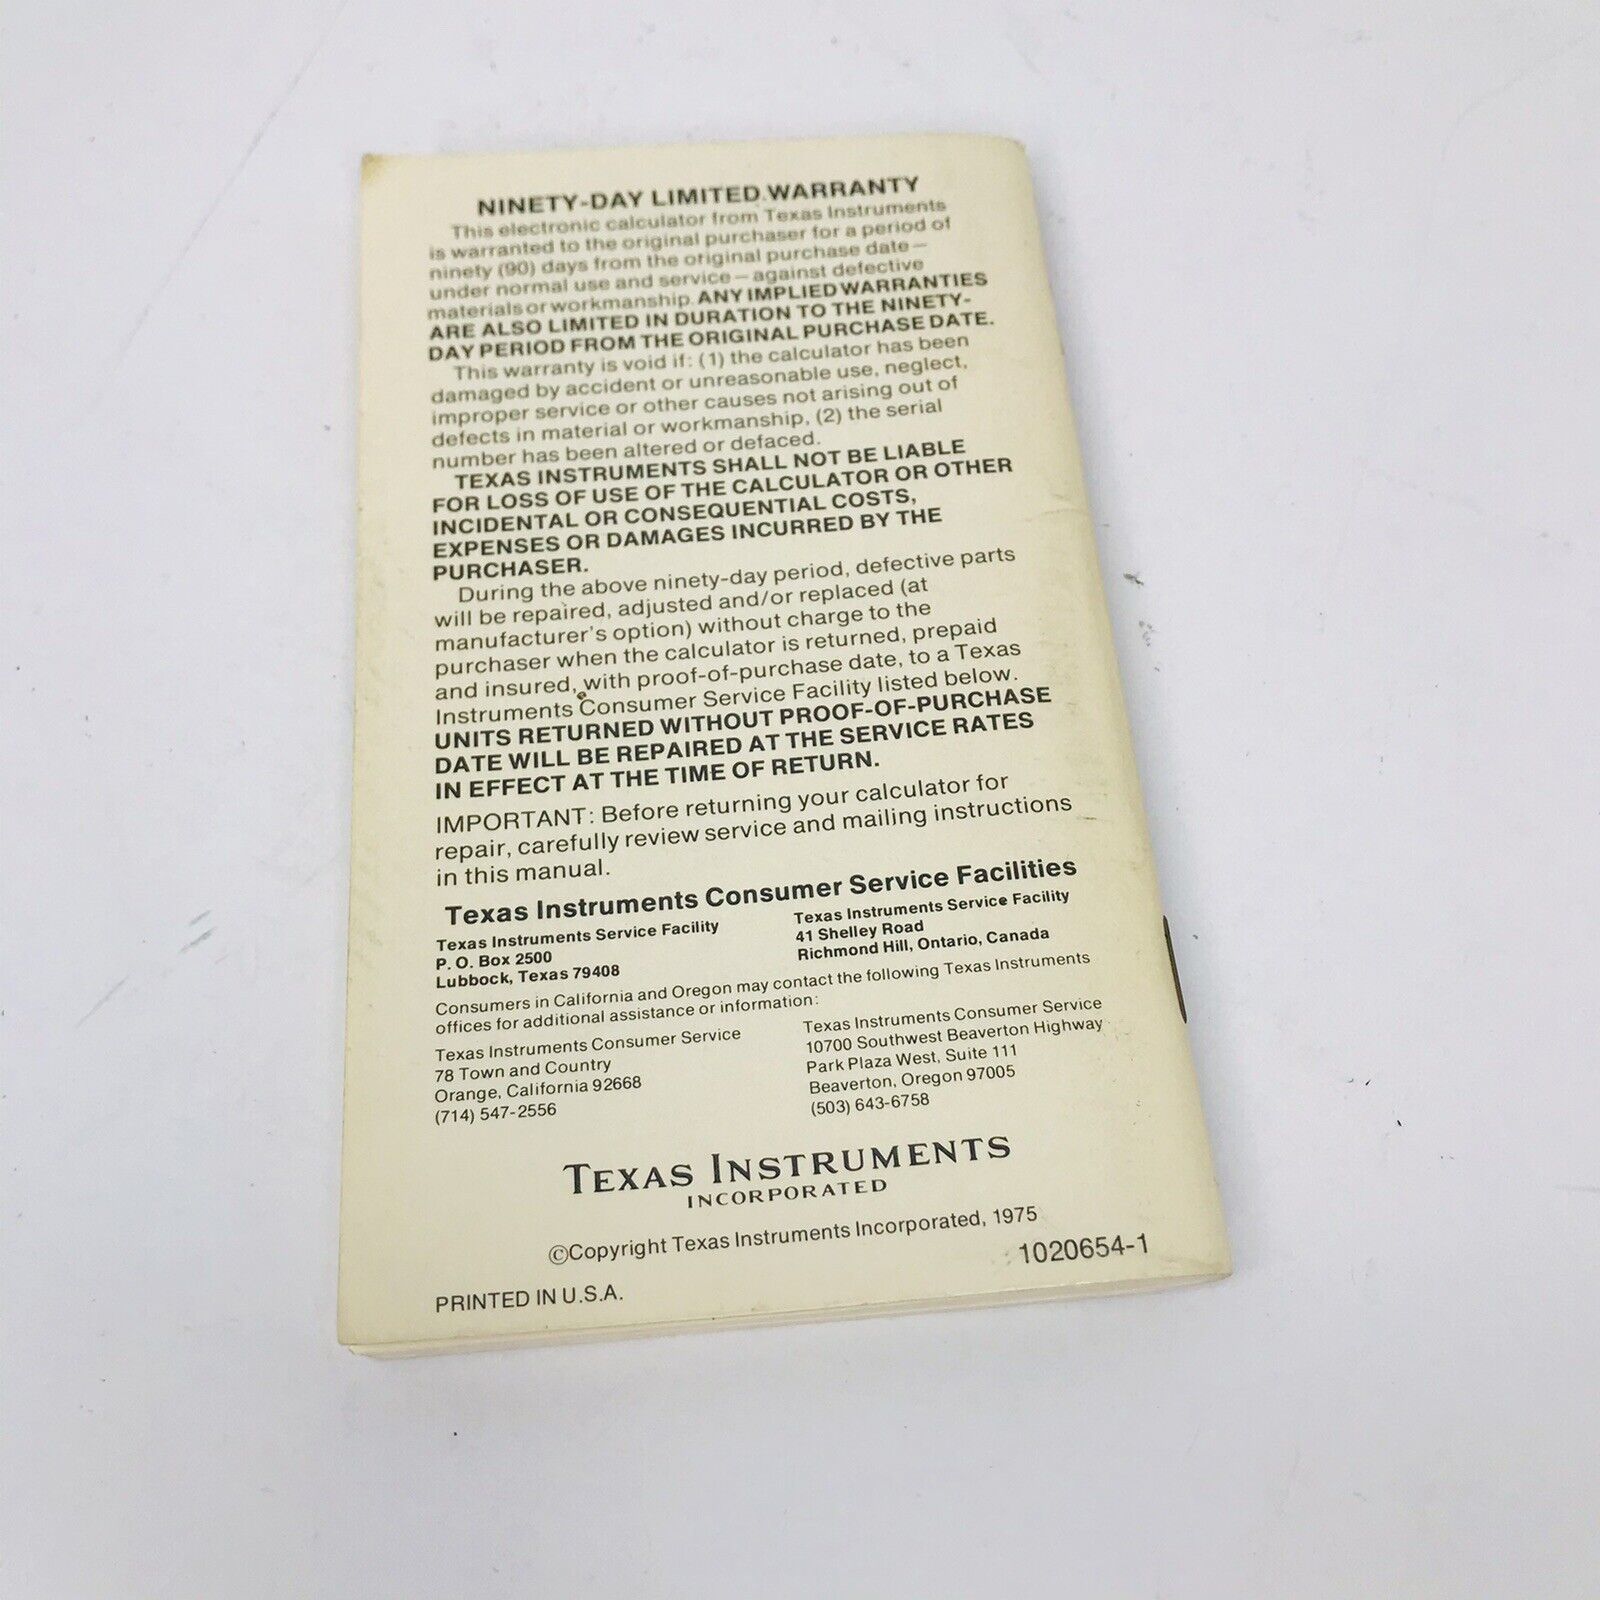 NINETY-DAY LIMITED WARRANTY
This electronic calculator from Texas Instruments
is warranted to the original purchaser for a period of
ninety (90) days from the original purchase date—
under normal use and service—against defective
materials or workmanship. ANY IMPLIED WARRANTIES
ARE ALSO LIMITED IN DURATION TO THE NINETY-
DAY PERIOD FROM THE ORIGINAL PURCHASE DATE.
This warranty is void if: (1) the calculator has been
damaged by accident or unreasonable use, neglect,
improper service or other causes not arising out of
defects in material or workmanship, (2) the serial
number has been altered or defaced.
TEXAS INSTRUMENTS SHALL NOT BE LIABLE
FOR LOSS OF USE OF THE CALCULATOR OR OTHER
INCIDENTAL OR CONSEQUENTIAL COSTS,
EXPENSES OR DAMAGES INCURRED BY THE
PURCHASER.
During the above ninety-day period, defective parts
will be repaired, adjusted and/or replaced (at
manufacturer's option) without charge to the
purchaser when the calculator is returned, prepaid
and insured, with proof-of-purchase date, to a Texas
Instruments Consumer Service Facility listed below.
UNITS RETURNED WITHOUT PROOF-OF-PURCHASE
DATE WILL BE REPAIRED AT THE SERVICE RATES
IN EFFECT AT THE TIME OF RETURN.
IMPORTANT: Before returning your calculator for
repair, carefully review service and mailing instructions
in this manual.
Texas Instruments Consumer Service Facilities
Texas Instruments Service Facility
P. O. Box 2500
Lubbock, Texas 79408
Texas Instruments Service Facility
41 Shelley Road
Richmond Hill, Ontario, Canada
Consumers in California and Oregon may contact the following Texas Instruments
offices for additional assistance or information:
Texas Instruments Consumer Service
78 Town and Country
Orange, California 92668
(714) 547-2556
Texas Instruments Consumer Service
10700 Southwest Beaverton Highway
Park Plaza West, Suite 111
Beaverton, Oregon 97005
(503) 643-6758
TEXAS INSTRUMENTS
INCORPORATED
©Copyright Texas Instruments Incorporated, 1975
1020654-1
PRINTED IN U.S.A.